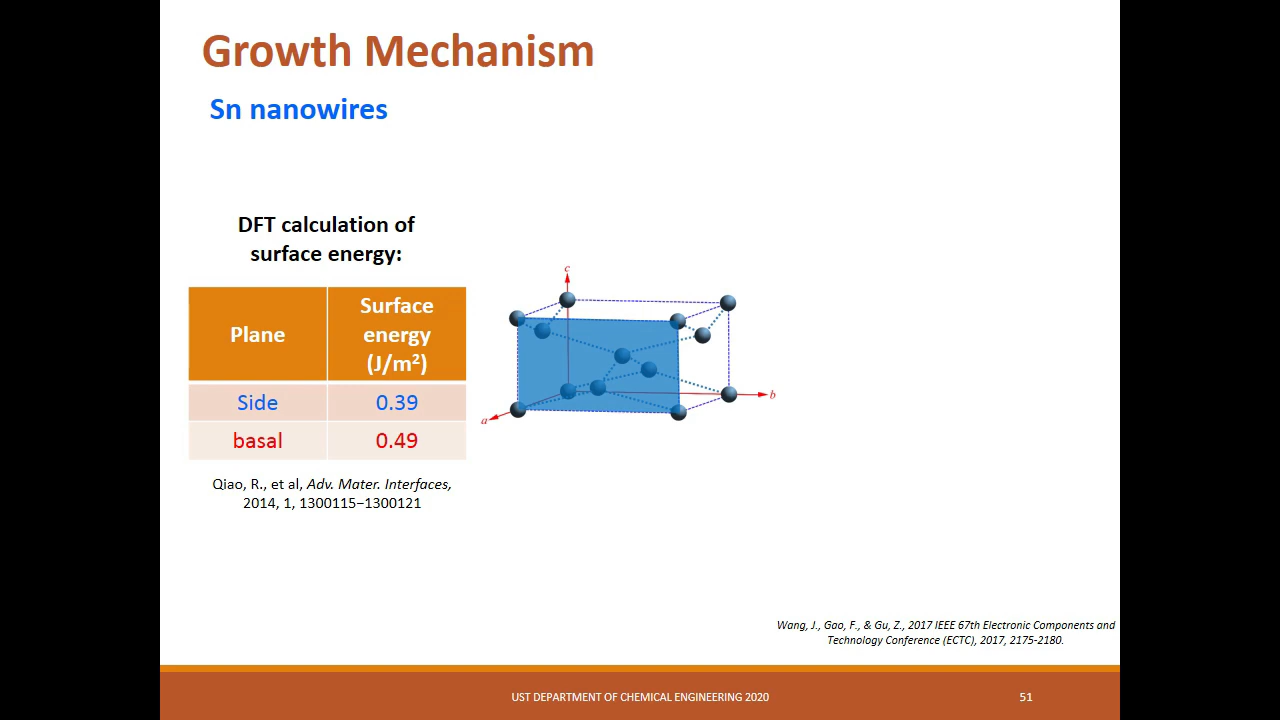 Growth Mechanism
Sn nanowires
DFT calculation of
surface energy:
Plane
Surface
energy
(J/m²)
Side 0.39
basal 0.49
Qiao, R., et al, Adv. Mater. Interfaces,
2014, 1, 1300115−1300121
c
b
a
Wang, J., Gao, F., & Gu, Z., 2017 IEEE 67th Electronic Components and
Technology Conference (ECTC), 2017, 2175-2180.
UST DEPARTMENT OF CHEMICAL ENGINEERING 2020
51